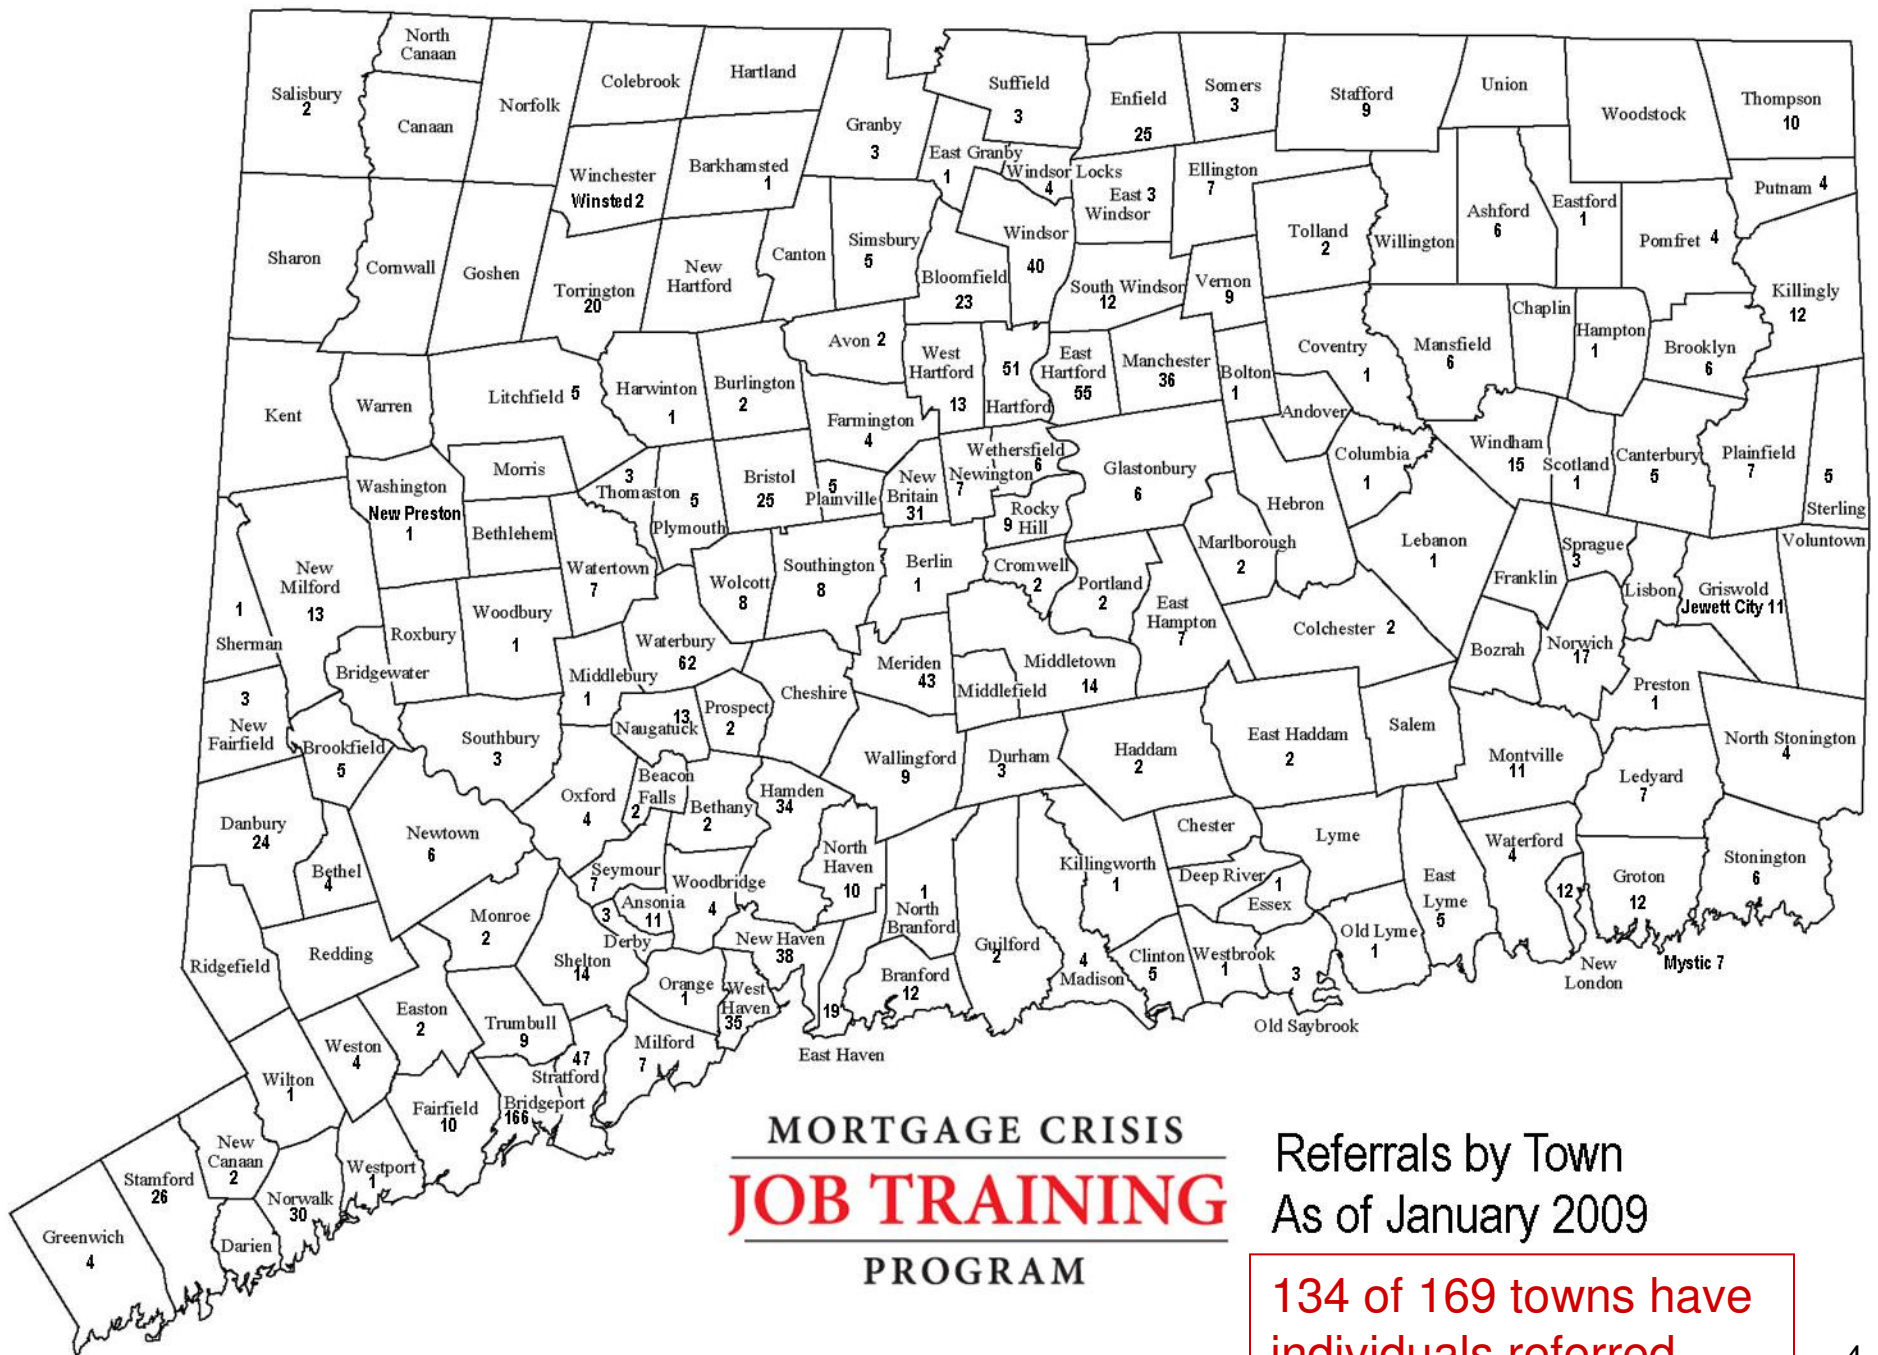 North
Canaan
Salisbury
2
Canaan
Norfolk
Colebrook
Hartland
Granby
3
Suffield
3
Enfield
25
Somers
3
Stafford
9
Union
Woodstock
Thompson
10
East Granby
1
Windsor Locks
4
East 3
Windsor
Ellington
7
Winchester
Winsted 2
Barkhamsted
1
Putnam 4
Sharon
Cornwall
Goshen
Torrington
20
New
Hartford
Canton
Simsbury
5
Bloomfield
23
Windsor
40
South Windsor
12
Vernon
9
Tolland
2
Willington
Ashford
6
Eastford
1
Pomfret 4
Killingly
12
Kent
Warren
Litchfield 5
Harwinton
1
Burlington
2
Avon 2
Farmington
4
West
Hartford
13
51
Hartford
East
Hartford
55
Manchester
36
Bolton
1
Coventry
1
Andover
Mansfield
6
Chaplin
Hampton
1
Brooklyn
6
Washington
New Preston
1
Morris
Bethlehem
3
Thomaston
5
Plymouth
Bristol
25
5
Plainville
New
Britain
31
Newington
7
Wethersfield
6
9 Rocky
Hill
Glastonbury
6
Hebron
Columbia
1
Windham
15
Scotland
1
Canterbury
5
Plainfield
7
5
Sterling
New
Milford
13
1
Sherman
Roxbury
Woodbury
1
Watertown
7
Wolcott
8
Southington
8
Berlin
1
Cromwell
2
Portland
2
East
Hampton
7
Marlborough
2
Lebanon
1
Franklin
Sprague
3
Lisbon
Griswold
Jewett City 11
Voluntown
Bridgewater
Middlebury
1
Waterbury
62
Cheshire
Meriden
43
Middlefield
Middletown
14
Colchester 2
Bozrah
Norwich
17
Preston
1
3
New
Fairfield
Brookfield
5
Southbury
3
13
Naugatuck
Prospect
2
Wallingford
9
Durham
3
Haddam
2
East Haddam
2
Salem
Montville
11
Ledyard
7
North Stonington
4
Danbury
24
Bethel
4
Newtown
6
Oxford
4
Beacon
Falls
2
Bethany
2
Hamden
34
North
Haven
10
1
North
Branford
Guilford
2
Killingworth
1
Chester
Deep River
1
Essex
Lyme
East
Lyme
5
Waterford
4
12
New
London
Groton
12
Mystic 7
Stonington
6
Ridgefield
Redding
Monroe
2
Seymour
7
Ansonia
11
3
Derby
Woodbridge
4
New Haven
38
Branford
12
4
Madison
Clinton
5
Westbrook
1
3
Old Saybrook
Old Lyme
1
Shelton
14
Orange
1
West
Haven
35
19
East Haven
Wilton
1
Weston
4
Easton
2
Trumbull
9
47
Stratford
Milford
7
Bridgeport
166
Fairfield
10
Westport
1
New
Canaan
2
Norwalk
30
Darien
Stamford
26
Greenwich
4
MORTGAGE CRISIS
JOB TRAINING
PROGRAM
Referrals by Town
As of January 2009
134 of 169 towns have
individuals referred
4